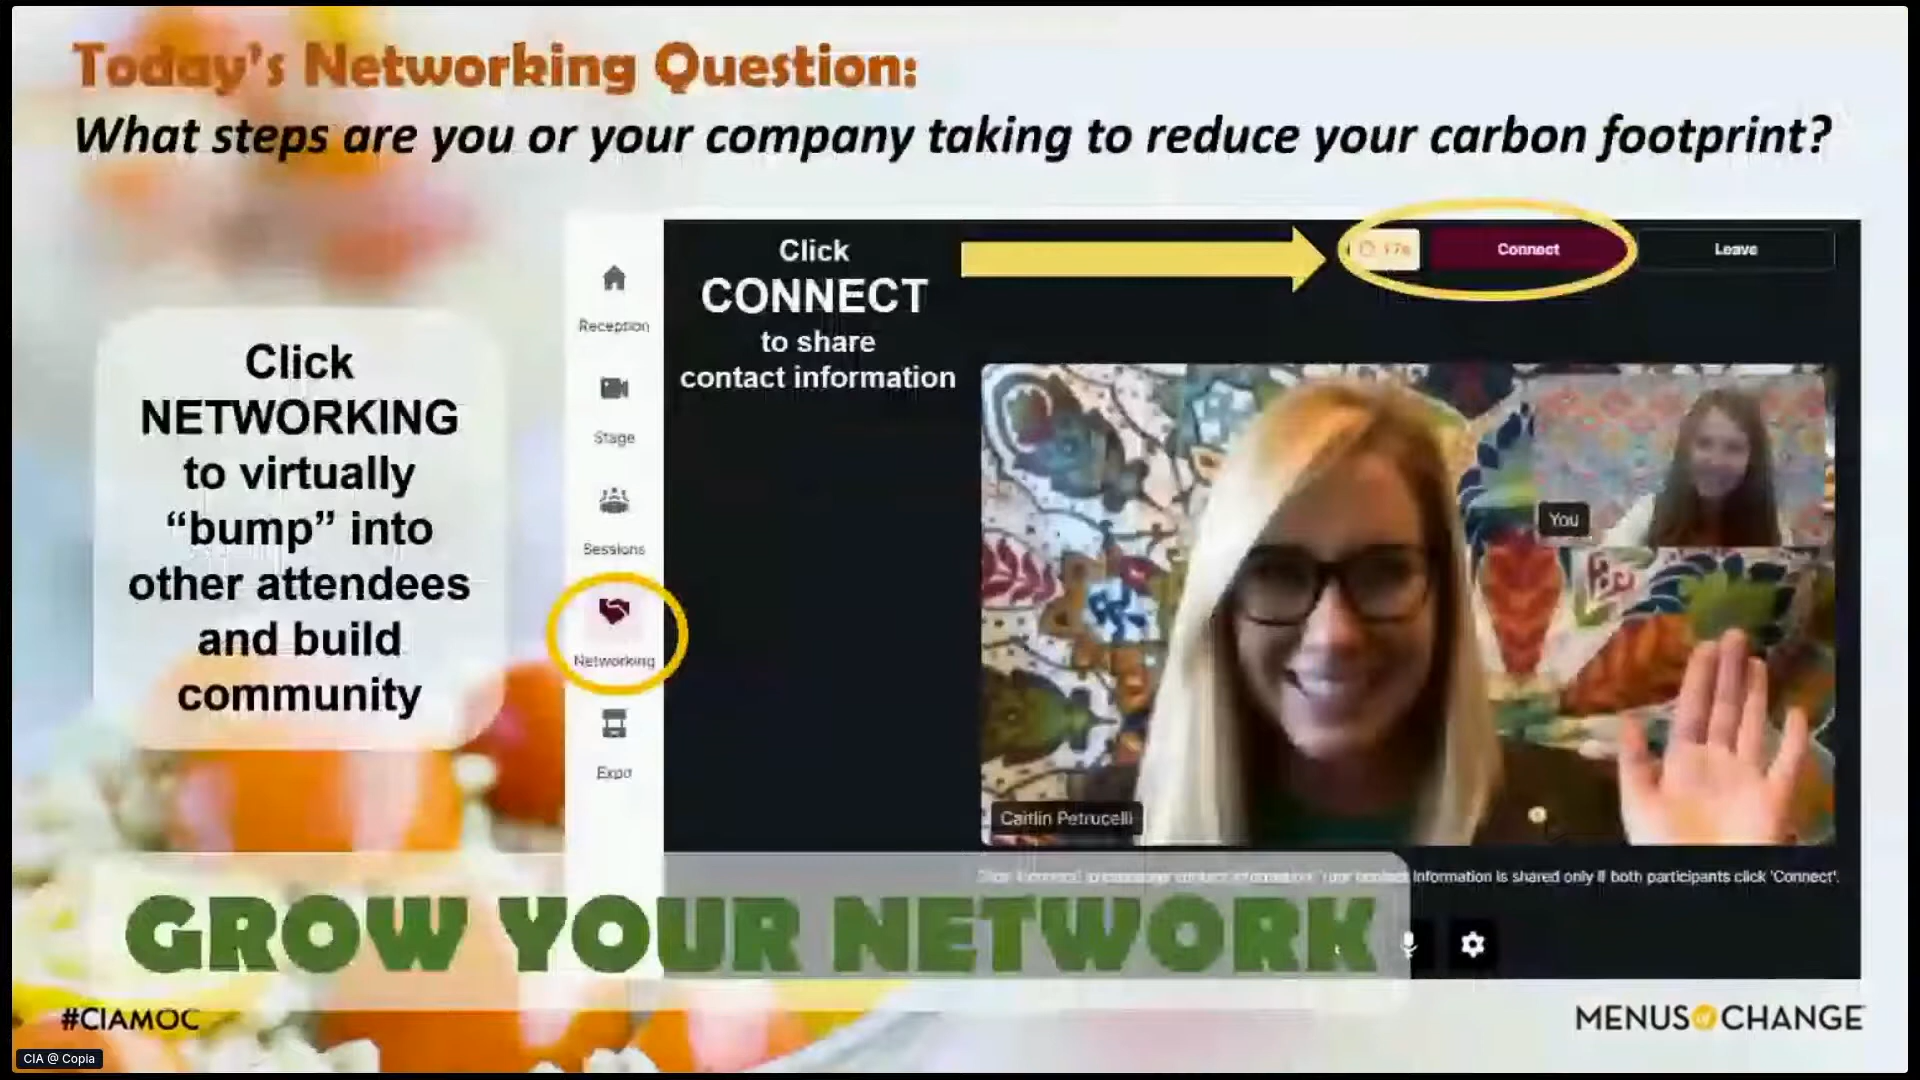 Today's Networking Question:
What steps are you or your company taking to reduce your carbon footprint?
Click
NETWORKING
to virtually
“bump” into
other attendees
and build
community
Reception
Stage
Sessions
Networking
Expo
Click
CONNECT
to share
contact information
17s
Connect
Leave
You
Caitlin Petrucelli
information is shared only if both participants click 'Connect'.
GROW YOUR NETWORK
#CIAMOC
MENUS of CHANGE
CIA @ Copia